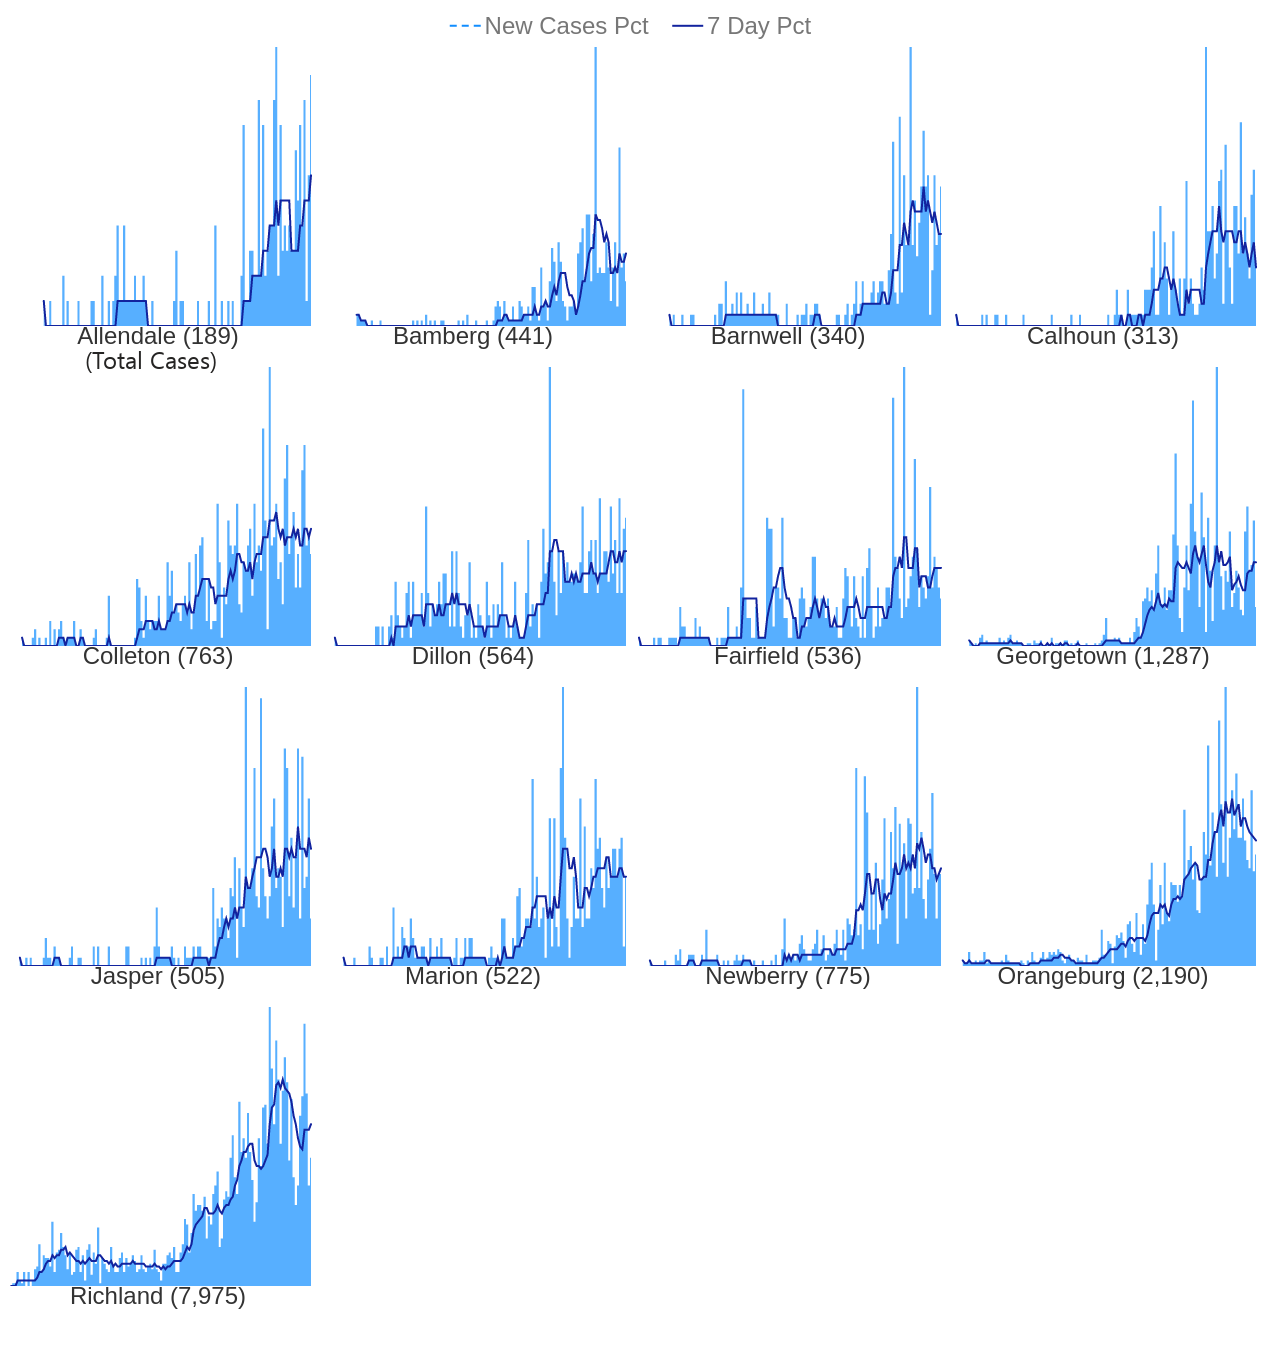 New Cases Pct 7 Day Pct
Allendale (189) Bamberg (441) Barnwell (340) Calhoun (313)
(Total Cases)
Colleton (763) Dillon (564) Fairfield (536) Georgetown (1,287)
Jasper (505) Marion (522) Newberry (775) Orangeburg (2,190)
Richland (7,975)